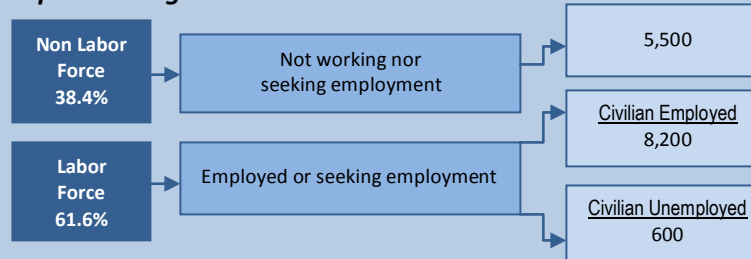 Non Labor
Force
38.4%
Not working nor
seeking employment
5,500
Labor
Force
61.6%
Employed or seeking employment
Civilian Employed
8,200
Civilian Unemployed
600